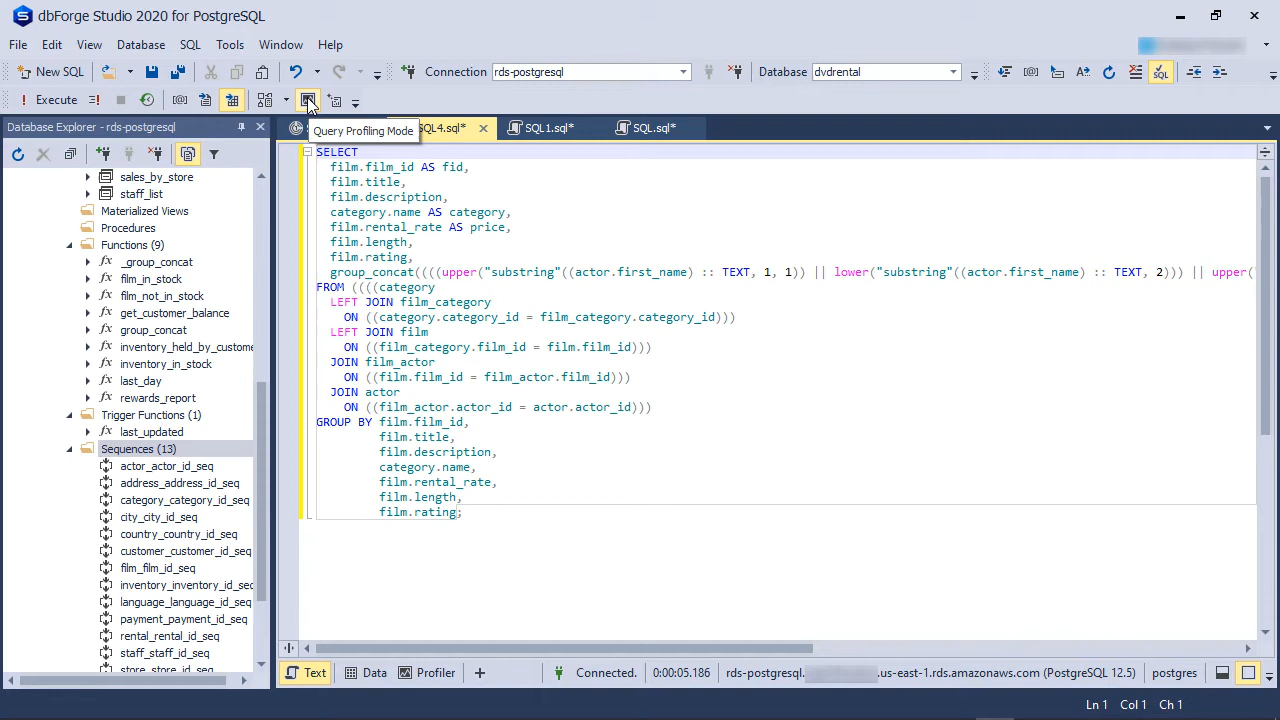 dbForge Studio 2020 for PostgreSQL
File Edit View Database SQL Tools Window Help
New SQL Connection rds-postgresql Database dvdrental
Execute
Query Profiling Mode
Database Explorer - rds-postgresql
SQL4.sql* SQL1.sql* SQL.sql*
sales_by_store
staff_list
Materialized Views
Procedures
Functions (9)
_group_concat
film_in_stock
film_not_in_stock
get_customer_balance
group_concat
inventory_held_by_custome
inventory_in_stock
last_day
rewards_report
Trigger Functions (1)
last_updated
Sequences (13)
actor_actor_id_seq
address_address_id_seq
category_category_id_seq
city_city_id_seq
country_country_id_seq
customer_customer_id_seq
film_film_id_seq
inventory_inventory_id_seq
language_language_id_seq
payment_payment_id_seq
rental_rental_id_seq
staff_staff_id_seq
store_store_id_seq
SELECT
film.film_id AS fid,
film.title,
film.description,
category.name AS category,
film.rental_rate AS price,
film.length,
film.rating,
group_concat((((upper("substring"((actor.first_name) :: TEXT, 1, 1)) || lower("substring"((actor.first_name) :: TEXT, 2))) || upper("
FROM ((((category
LEFT JOIN film_category
ON ((category.category_id = film_category.category_id)))
LEFT JOIN film
ON ((film_category.film_id = film.film_id)))
JOIN film_actor
ON ((film.film_id = film_actor.film_id)))
JOIN actor
ON ((film_actor.actor_id = actor.actor_id)))
GROUP BY film.film_id,
film.title,
film.description,
category.name,
film.rental_rate,
film.length,
film.rating;
Text Data Profiler Connected. 0:00:05.186 rds-postgresql. .us-east-1.rds.amazonaws.com (PostgreSQL 12.5) postgres
Ln 1 Col 1 Ch 1